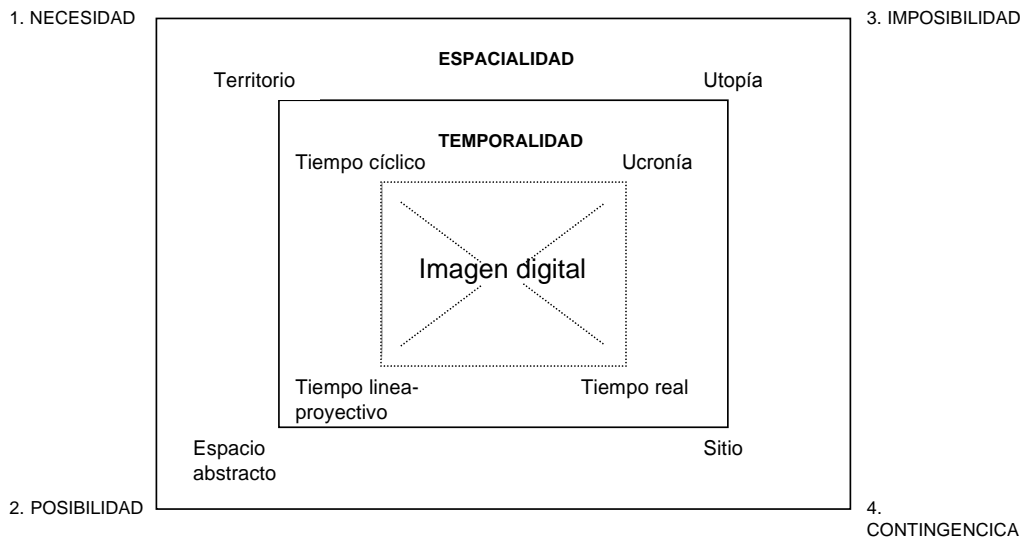 1. NECESIDAD
3. IMPOSIBILIDAD
ESPACIALIDAD
Territorio
Utopía
TEMPORALIDAD
Tiempo cíclico
Ucronía
Imagen digital
Tiempo linea-
proyectivo
Tiempo real
Espacio
abstracto
Sitio
2. POSIBILIDAD
4.
CONTINGENCICA